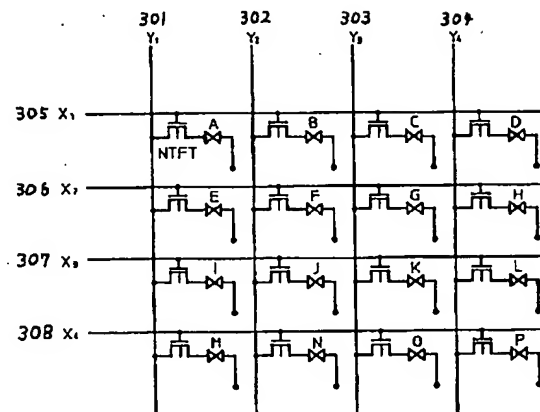 301 302 303 304
Y₁ Y₂ Y₃ Y₄
305 X₁
A B C D
NTFT
306 X₂
E F G H
307 X₃
I J K L
308 X₄
M N O P